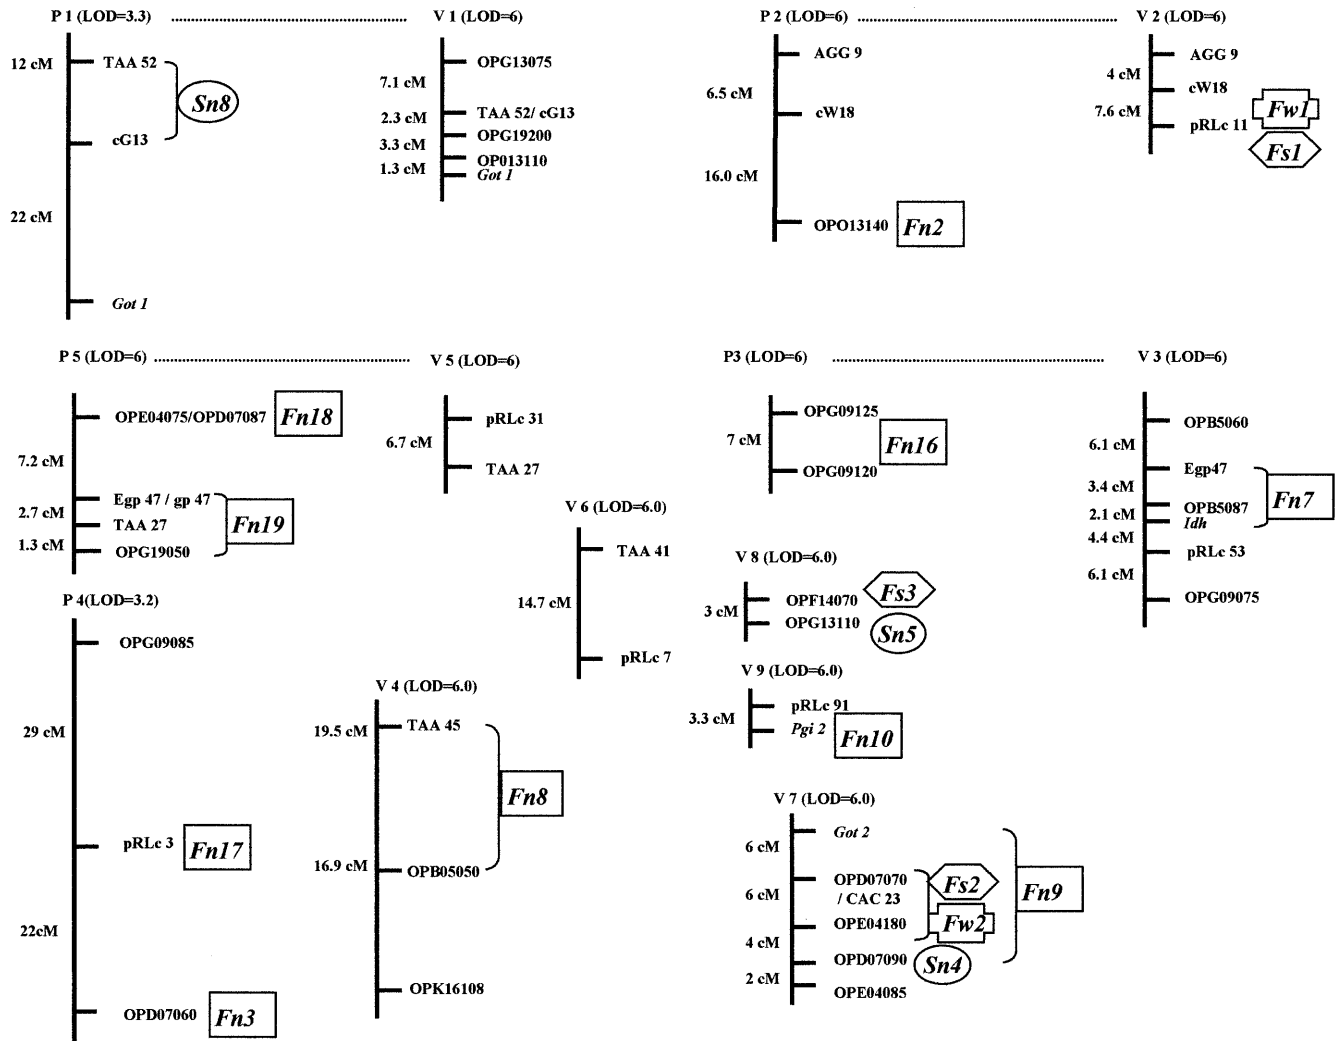 P 1 (LOD=3.3) ........ V 1 (LOD=6)
12 cM
TAA 52
Sn8
cG13
22 cM
Got 1
OPG13075
7.1 cM
2.3 cM TAA 52/ cG13
OPG19200
3.3 cM
OP013110
1.3 cM
Got 1
P 2 (LOD=6) ........ V 2 (LOD=6)
AGG 9
6.5 cM
cW18
16.0 cM
OPO13140 Fn2
AGG 9
4 cM
cW18
7.6 cM
Fw1
pRLc 11
Fs1
P 5 (LOD=6) ........ V 5 (LOD=6)
OPE04075/OPD07087 Fn18
7.2 cM
Egp 47 / gp 47
2.7 cM
Fn19
TAA 27
1.3 cM
OPG19050
pRLc 31
6.7 cM
TAA 27
P3 (LOD=6) ........ V 3 (LOD=6)
OPG09125
7 cM
Fn16
OPG09120
OPB5060
6.1 cM
Egp47
3.4 cM
Fn7
OPB5087
2.1 cM
Idh
4.4 cM
pRLc 53
6.1 cM
OPG09075
V 6 (LOD=6.0)
TAA 41
14.7 cM
pRLc 7
V 8 (LOD=6.0)
Fs3
OPF14070
3 cM
OPG13110
Sn5
P 4(LOD=3.2)
OPG09085
29 cM
pRLc 3 Fn17
22cM
OPD07060 Fn3
V 4 (LOD=6.0)
19.5 cM TAA 45
Fn8
16.9 cM OPB05050
OPK16108
V 9 (LOD=6.0)
pRLc 91
3.3 cM
Pgi 2 Fn10
V 7 (LOD=6.0)
Got 2
6 cM
OPD07070 Fs2 Fn9
6 cM / CAC 23
OPE04180 Fw2
4 cM
OPD07090 Sn4
2 cM
OPE04085